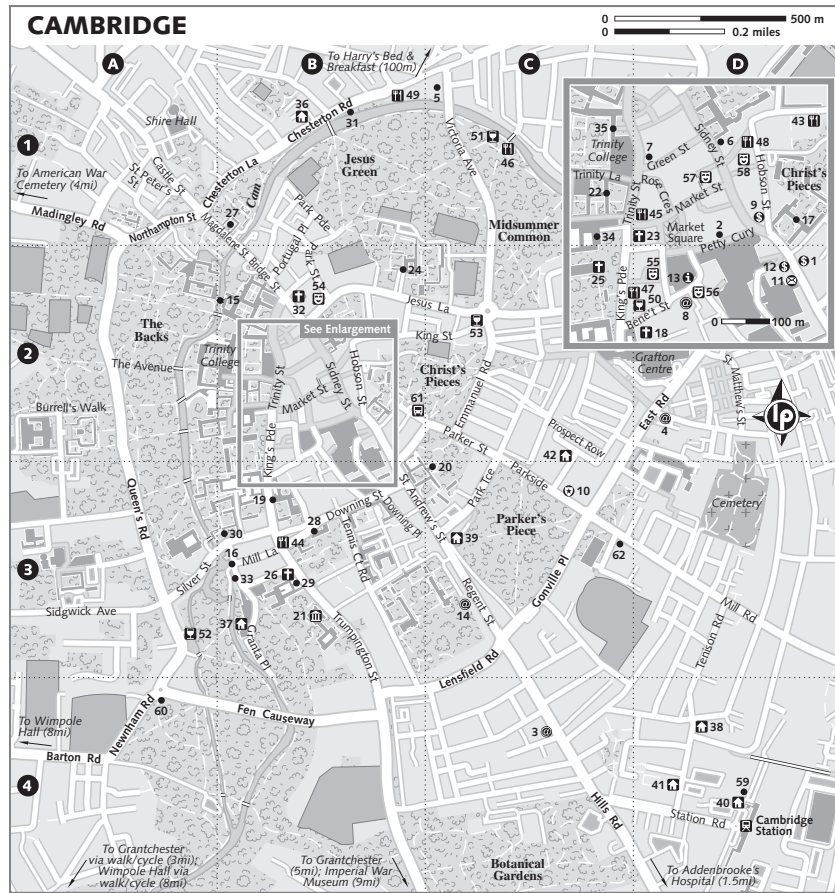 CAMBRIDGE
0 500 m
0 0.2 miles
A
B
C
D
1
2
3
4
To Harry's Bed &
Breakfast (100m)
36
49
5
Chesterton Rd
31
Shire Hall
Jesus
Green
Victoria Ave
51
46
To American War
Cemetery (4mi)
Castle St
St Peter's St
Chesterton La
Cam
Madingley Rd
Northampton St
27
Magdalene St
Bridge St
Portugal Pl
Park Pde
Park St
Midsummer
Common
24
15
32
54
Jesus La
King St
53
The
Backs
Trinity
College
The Avenue
See Enlargement
Trinity St
Market St
Sidney St
Hobson St
King's Pde
Christ's
Pieces
Emmanuel Rd
61
Burrell's Walk
Parker St
Prospect Row
42
Parkside
20
10
Grafton
Centre
East Rd
St Matthew's St
4
lp
Cemetery
Queen's Rd
19
Downing St
28
Downing Pl
St Andrew's St
Park Tce
30
44
Tennis Ct Rd
39
Parker's
Piece
62
16
Mill La
Silver St
33
26
29
Gonville Pl
Sidgwick Ave
37
21
Granta Pl
Trumpington St
14
Regent St
Mill Rd
52
Tenison Rd
Lensfield Rd
Newnham Rd
60
Fen Causeway
To Wimpole
Hall (8mi)
Barton Rd
3
38
Hills Rd
41
59
40
Station Rd
Cambridge
Station
To Grantchester
via walk/cycle (3mi);
Wimpole Hall via
walk/cycle (8mi)
To Grantchester
(5mi); Imperial War
Museum (9mi)
Botanical
Gardens
To Addenbrooke's
Hospital (1.5mi)
35
Trinity
College
7
Green St
Sidney St
6
48
43
Trinity La
22
Trinity St
Rose Cres
57
Market St
58
Hobson St
Christ's
Pieces
9
17
45
34
23
Market
Square
2
Petty Cury
25
55
13
12
1
11
King's Pde
47
50
56
Bene't St
8
18
0 100 m